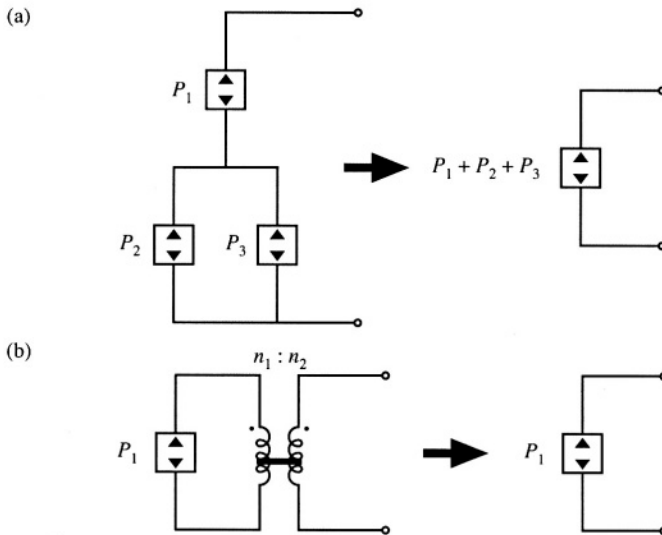 (a)
P₁
P₁ + P₂ + P₃
P₂
P₃
(b)
n₁ : n₂
P₁
P₁